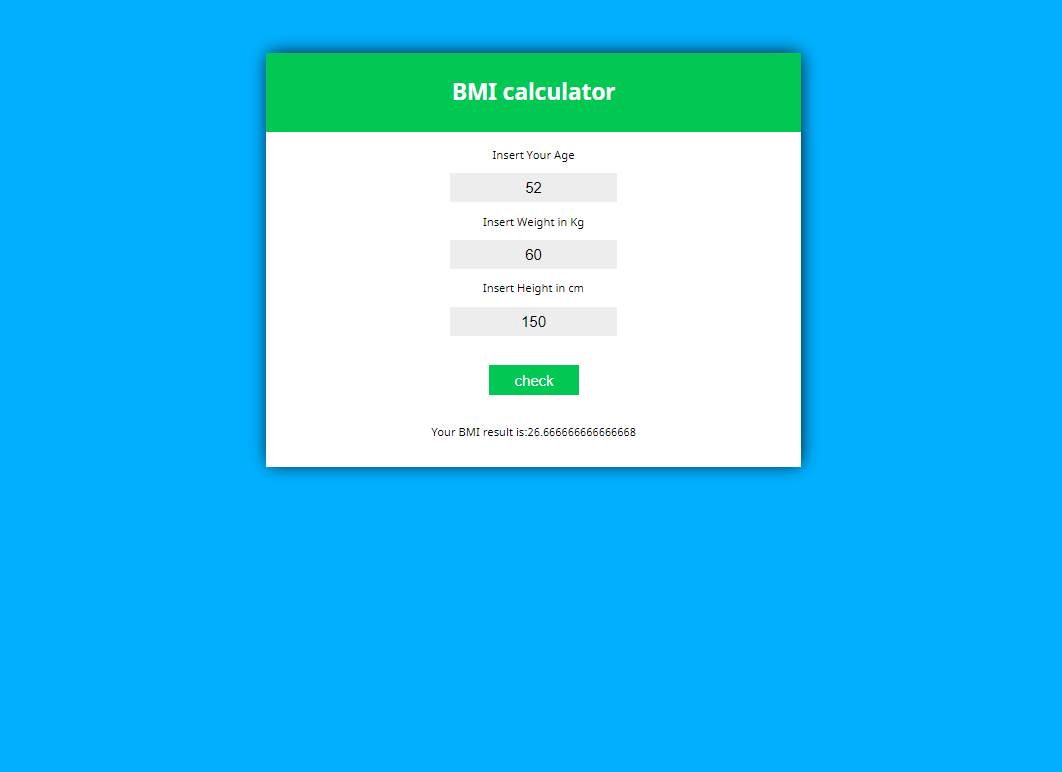 BMI calculator
Insert Your Age
52
Insert Weight in Kg
60
Insert Height in cm
150
check
Your BMI result is:26.666666666666668